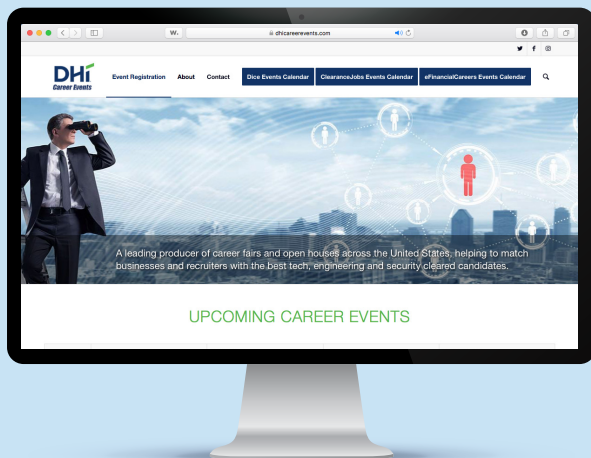 W.
dhicareerevents.com
DHi
Career Events
Event Registration
About
Contact
Dice Events Calendar
ClearanceJobs Events Calendar
eFinancialCareers Events Calendar
A leading producer of career fairs and open houses across the United States, helping to match
businesses and recruiters with the best tech, engineering and security cleared candidates.
UPCOMING CAREER EVENTS